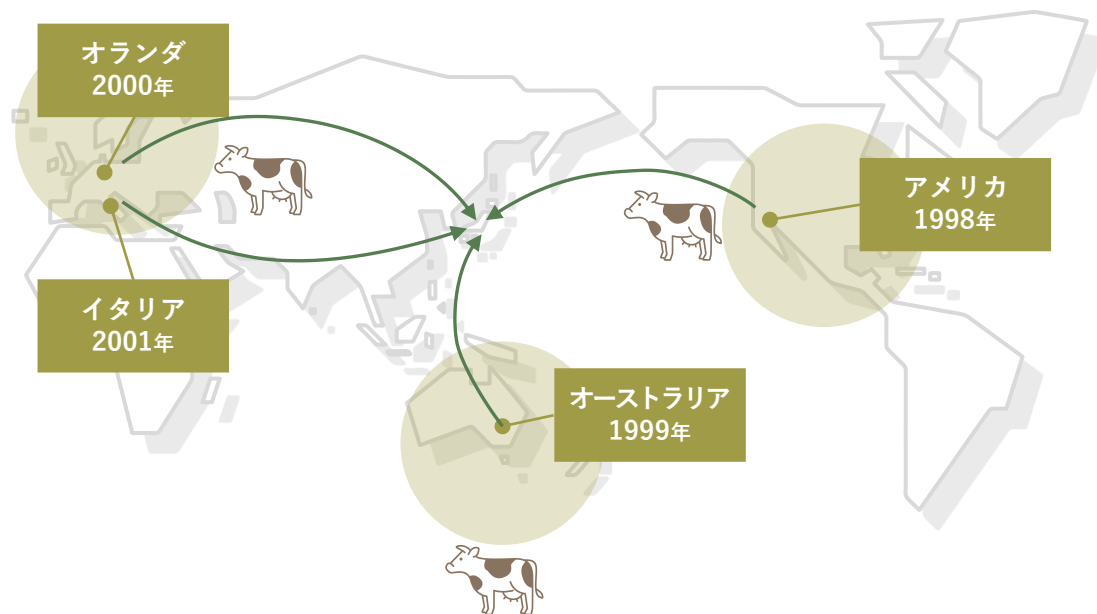 オランダ
2000年
アメリカ
1998年
イタリア
2001年
オーストラリア
1999年